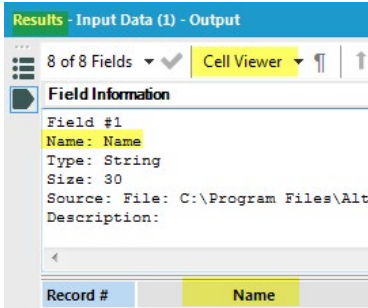 Results - Input Data (1) - Output
8 of 8 Fields Cell Viewer ¶
Field Information
Field #1
Name: Name
Type: String
Size: 30
Source: File: C:\Program Files\Alt
Description:
Record # Name